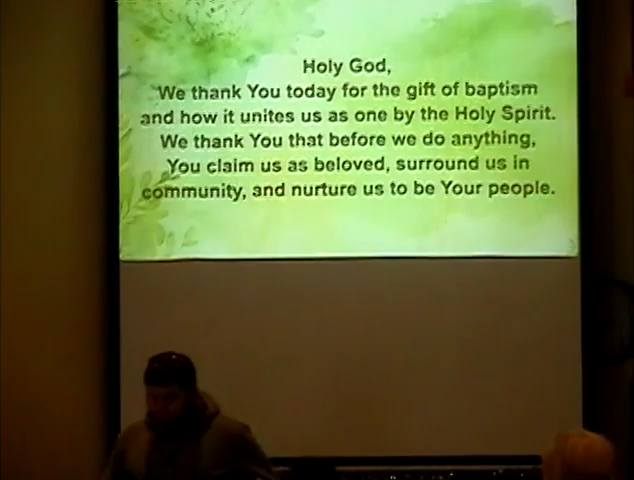 Holy God,
We thank You today for the gift of baptism
and how it unites us as one by the Holy Spirit.
We thank You that before we do anything,
You claim us as beloved, surround us in
community, and nurture us to be Your people.